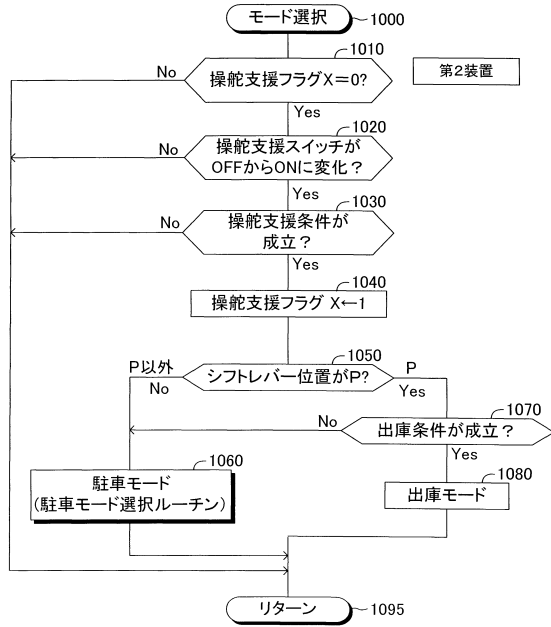 モード選択
1000
1010
No
操舵支援フラグX＝0?
第2装置
Yes
1020
No
操舵支援スイッチが
OFFからONに変化？
Yes
1030
No
操舵支援条件が
成立？
Yes
1040
操舵支援フラグ X←1
1050
P以外
シフトレバー位置がP?
P
No
Yes
1070
No
出庫条件が成立？
Yes
1060
駐車モード
(駐車モード選択ルーチン)
1080
出庫モード
リターン
1095